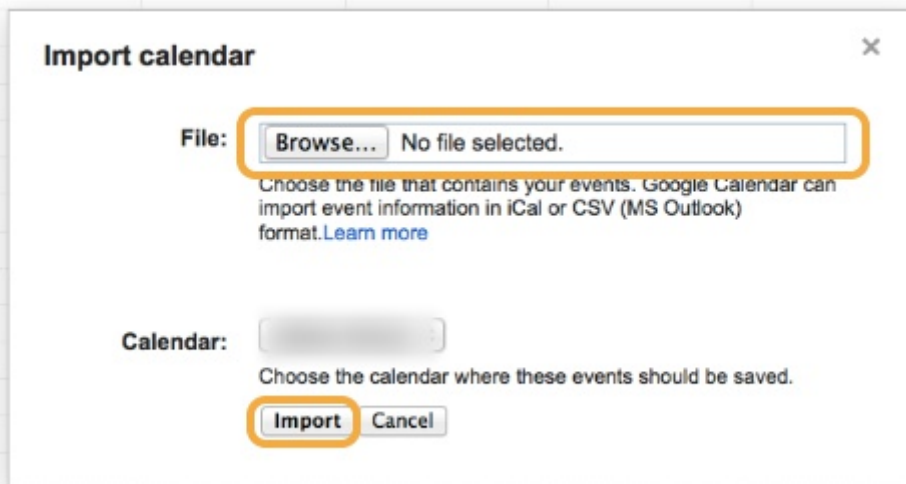 Import calendar
×
File: Browse... No file selected.
Choose the file that contains your events. Google Calendar can
import event information in iCal or CSV (MS Outlook)
format.Learn more
Calendar:
Choose the calendar where these events should be saved.
Import Cancel